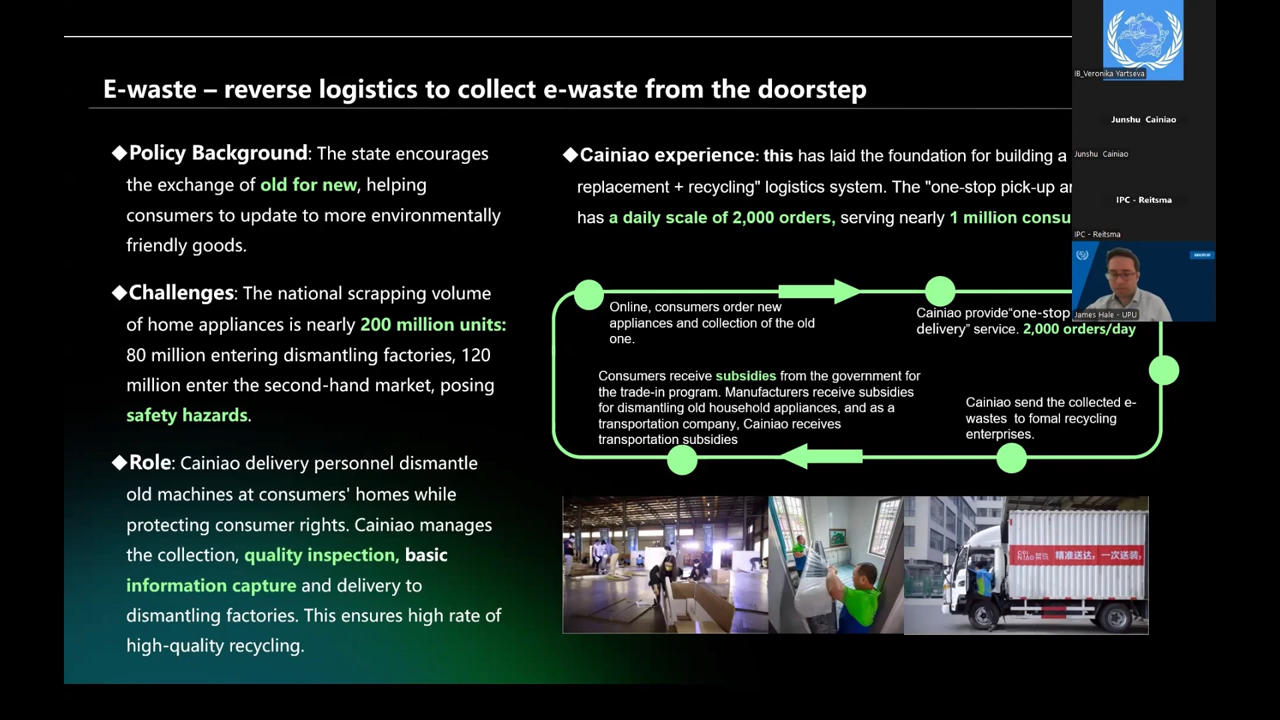 E-waste – reverse logistics to collect e-waste from the doorstep
◆Policy Background: The state encourages
the exchange of old for new, helping
consumers to update to more environmentally
friendly goods.
◆Challenges: The national scrapping volume
of home appliances is nearly 200 million units:
80 million entering dismantling factories, 120
million enter the second-hand market, posing
safety hazards.
◆Role: Cainiao delivery personnel dismantle
old machines at consumers' homes while
protecting consumer rights. Cainiao manages
the collection, quality inspection, basic
information capture and delivery to
dismantling factories. This ensures high rate of
high-quality recycling.
◆Cainiao experience: this has laid the foundation for building a
replacement + recycling" logistics system. The "one-stop pick-up
has a daily scale of 2,000 orders, serving nearly 1 million
Online, consumers order new
appliances and collection of the old
one.
Cainiao provide“one-stop
delivery” service. 2,000 orders/day
Consumers receive subsidies from the government for
the trade-in program. Manufacturers receive subsidies
for dismantling old household appliances, and as a
transportation company, Cainiao receives
transportation subsidies
Cainiao send the collected e-
wastes to fomal recycling
enterprises.
精准送达，一次送装，
IB_Veronika Yartseva
Junshu Cainiao
Junshu Cainiao
IPC - Reitsma
IPC - Reitsma
James Hale - UPU